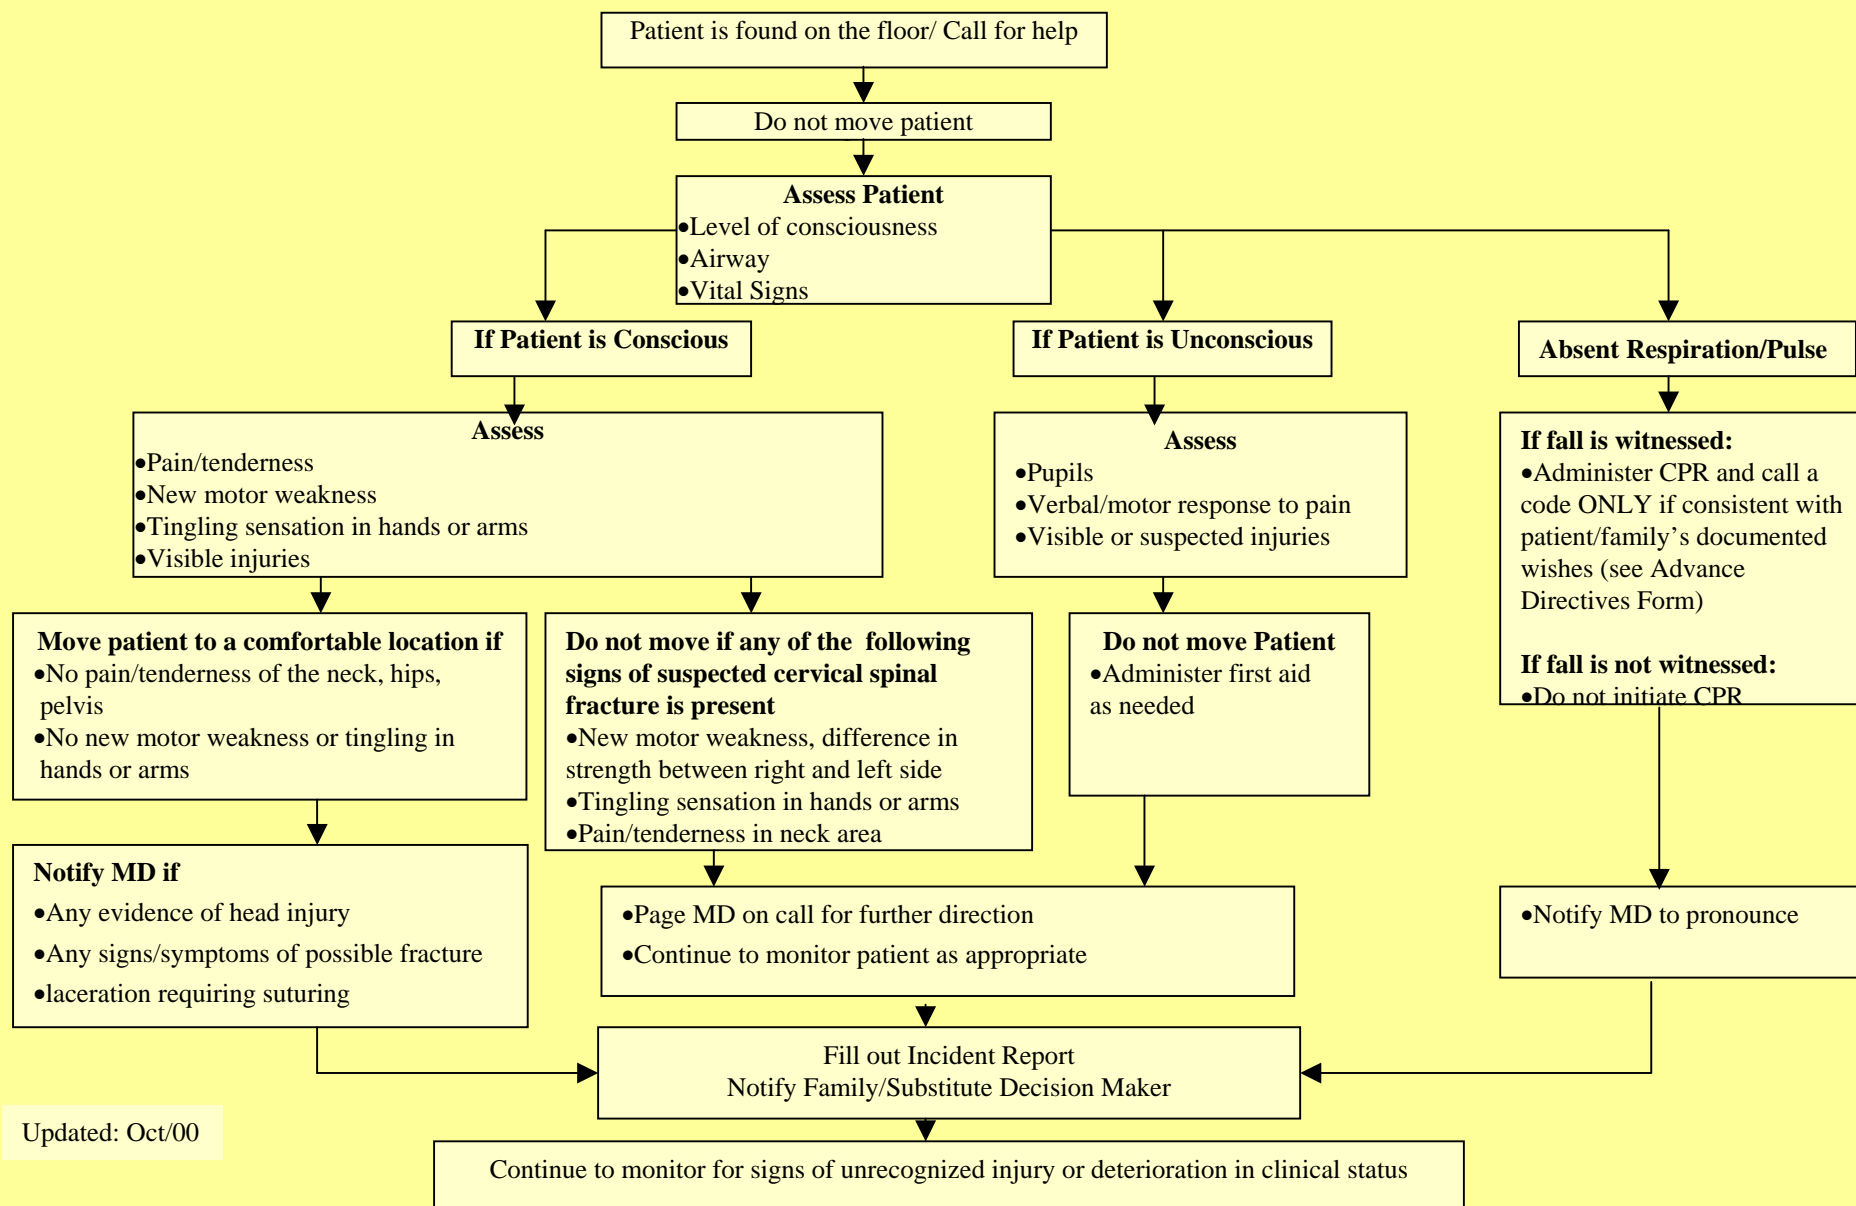 Patient is found on the floor/ Call for help
Do not move patient
Assess Patient
•Level of consciousness
•Airway
•Vital Signs
If Patient is Conscious
If Patient is Unconscious
Absent Respiration/Pulse
Assess
•Pain/tenderness
•New motor weakness
•Tingling sensation in hands or arms
•Visible injuries
Assess
•Pupils
•Verbal/motor response to pain
•Visible or suspected injuries
If fall is witnessed:
•Administer CPR and call a
code ONLY if consistent with
patient/family’s documented
wishes (see Advance
Directives Form)
If fall is not witnessed:
•Do not initiate CPR
Move patient to a comfortable location if
•No pain/tenderness of the neck, hips,
pelvis
•No new motor weakness or tingling in
hands or arms
Do not move if any of the following
signs of suspected cervical spinal
fracture is present
•New motor weakness, difference in
strength between right and left side
•Tingling sensation in hands or arms
•Pain/tenderness in neck area
Do not move Patient
•Administer first aid
as needed
Notify MD if
•Any evidence of head injury
•Any signs/symptoms of possible fracture
•laceration requiring suturing
•Page MD on call for further direction
•Continue to monitor patient as appropriate
•Notify MD to pronounce
Fill out Incident Report
Notify Family/Substitute Decision Maker
Updated: Oct/00
Continue to monitor for signs of unrecognized injury or deterioration in clinical status